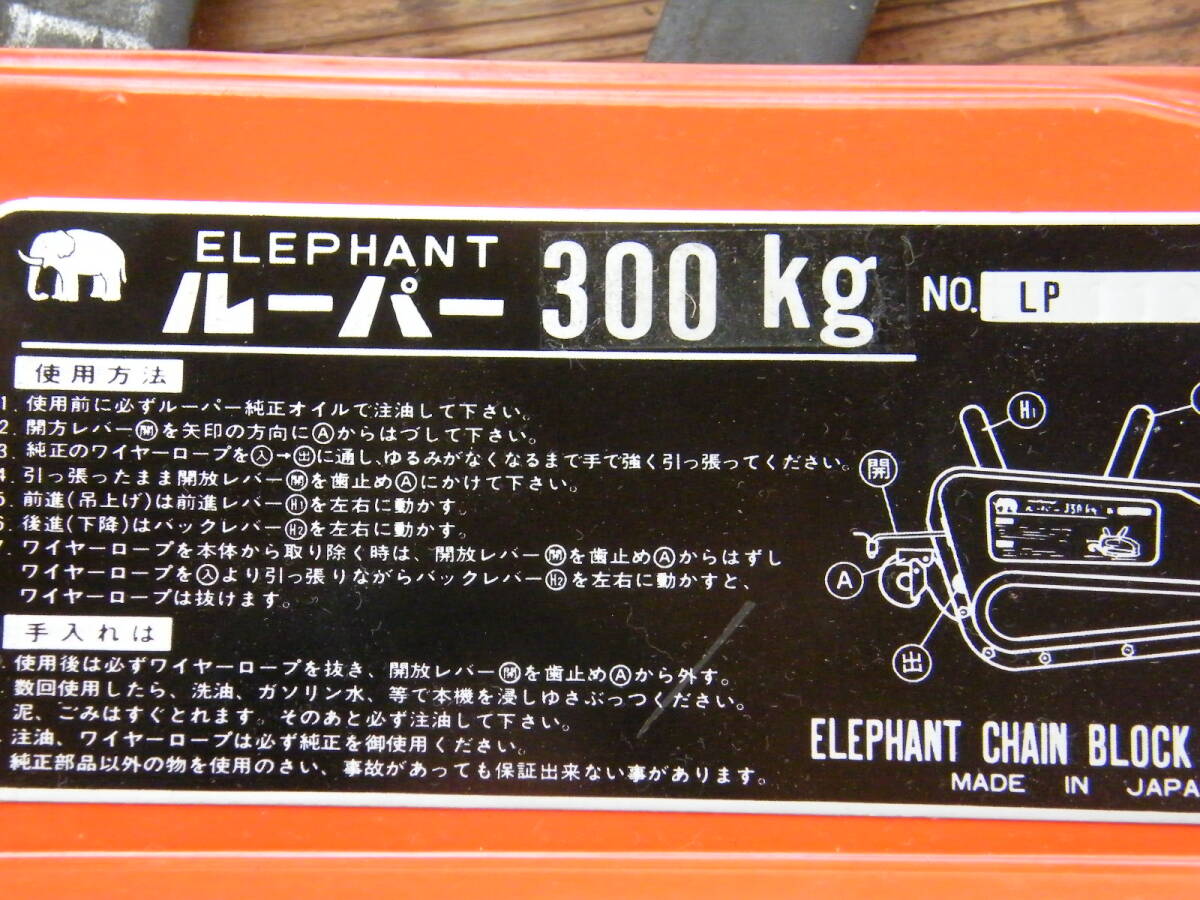 ELEPHANT
ルーパー 300 kg
NO. LP
使用方法
1. 使用前に必ずルーパー純正オイルで注油して下さい。
2. 開方レバー㋐を矢印の方向にⒶからはづして下さい。
3. 純正のワイヤーロープを入→出に通し、ゆるみがなくなるまで手で強く引っ張ってください。
4. 引っ張ったまま開放レバー開を歯止めⒶにかけて下さい。
5. 前進(吊上げ)は前進レバーH1を左右に動かす。
6. 後進(下降)はバックレバーH2を左右に動かす。
7. ワイヤーロープを本体から取り除く時は、開放レバー開を歯止めⒶからはずし
ワイヤーロープを入より引っ張りながらバックレバーH2を左右に動かすと、
ワイヤーロープは抜けます。
手入れは
使用後は必ずワイヤーロープを抜き、開放レバー開を歯止めⒶから外す。
数回使用したら、洗油、ガソリン水、等で本機を浸しゆさぶっつください。
泥、ごみはすぐとれます。そのあと必ず注油して下さい。
注油、ワイヤーロープは必ず純正を御使用ください。
純正部品以外の物を使用のさい、事故があっても保証出来ない事があります。
H1
開
A
出
ELEPHANT CHAIN BLOCK
MADE IN JAPA